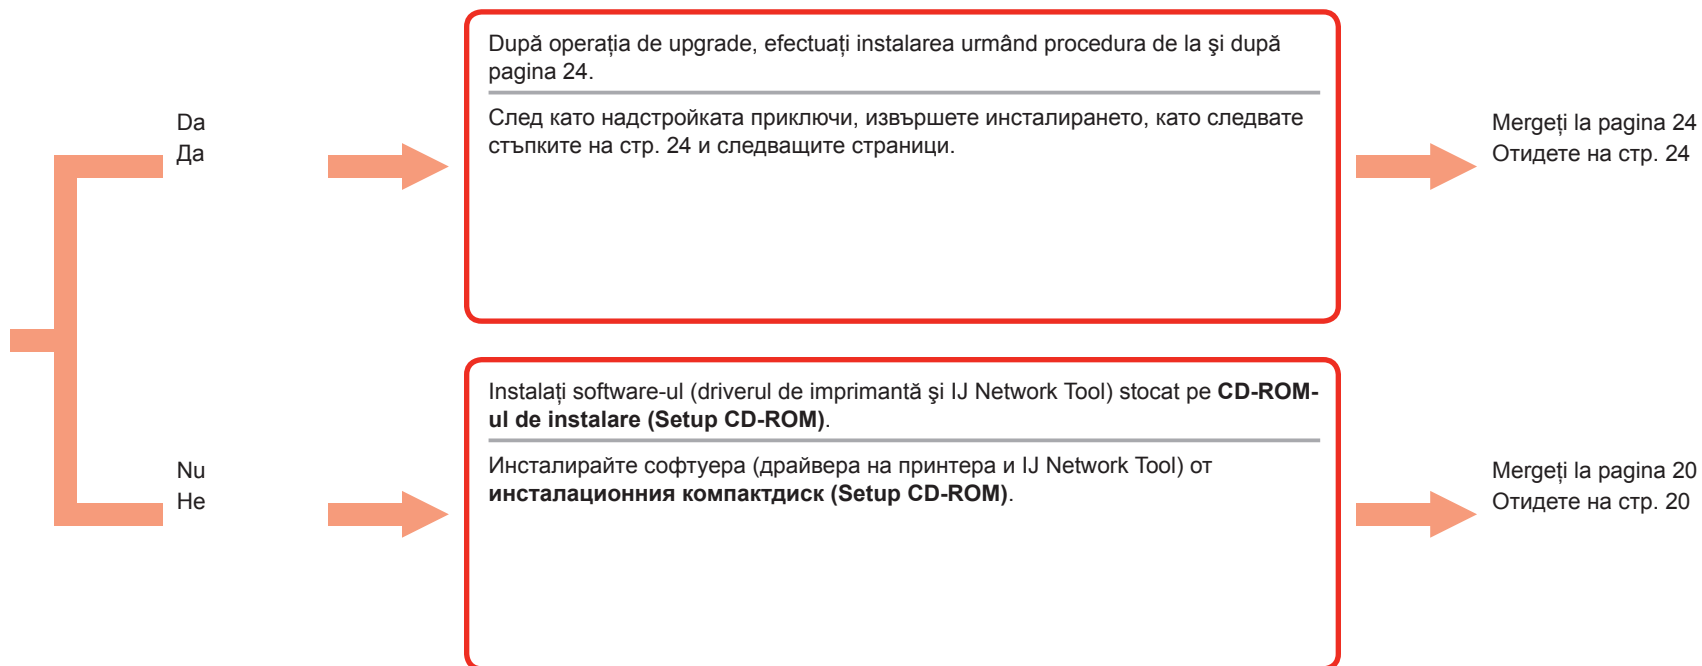 Da
Да
După operația de upgrade, efectuați instalarea urmând procedura de la şi după
pagina 24.
След като надстройката приключи, извършете инсталирането, като следвате
стъпките на стр. 24 и следващите страници.
Mergeți la pagina 24
Отидете на стр. 24
Nu
Не
Instalați software-ul (driverul de imprimantă şi IJ Network Tool) stocat pe CD-ROM-
ul de instalare (Setup CD-ROM).
Инсталирайте софтуера (драйвера на принтера и IJ Network Tool) от
инсталационния компактдиск (Setup CD-ROM).
Mergeți la pagina 20
Отидете на стр. 20